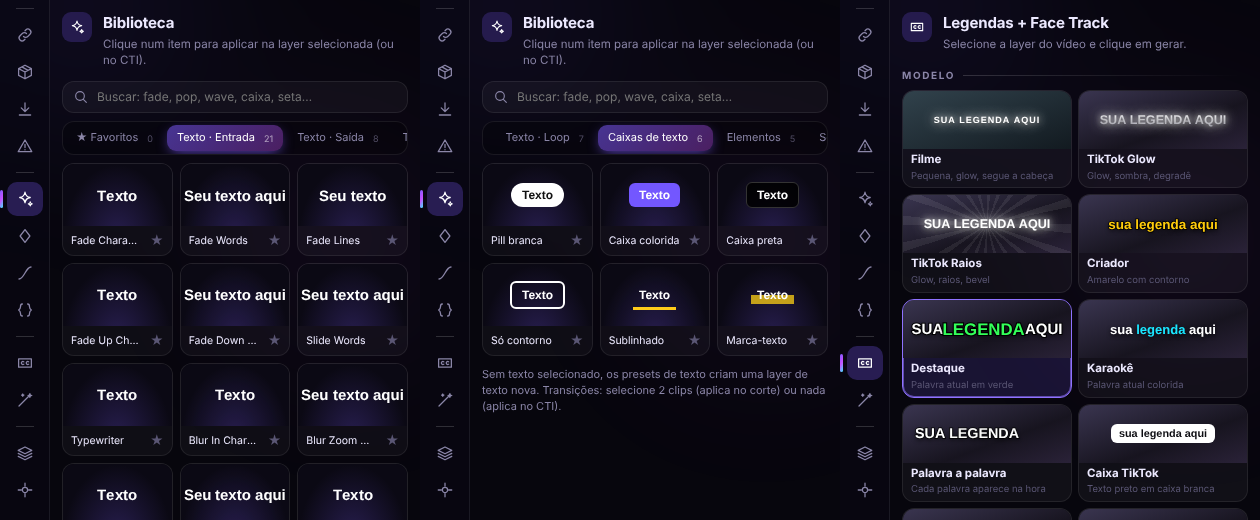 Biblioteca
Clique num item para aplicar na layer selecionada (ou
no CTI).
Buscar: fade, pop, wave, caixa, seta...
★ Favoritos 0 Texto · Entrada 21 Texto · Saída 8
Texto Seu texto aqui Seu texto
Fade Chara... ★ Fade Words ★ Fade Lines ★
Texto Seu texto aqui Seu texto aqui
Fade Up Ch... ★ Fade Down ... ★ Slide Words ★
Texto Texto Seu texto aqui
Typewriter ★ Blur In Char... ★ Blur Zoom ... ★
Texto Seu texto aqui Texto
Biblioteca
Clique num item para aplicar na layer selecionada (ou
no CTI).
Buscar: fade, pop, wave, caixa, seta...
Texto · Loop 7 Caixas de texto 6 Elementos 5
Texto Texto Texto
Pill branca ★ Caixa colorida ★ Caixa preta ★
Texto Texto Texto
Só contorno ★ Sublinhado ★ Marca-texto ★
Sem texto selecionado, os presets de texto criam uma layer de
texto nova. Transições: selecione 2 clips (aplica no corte) ou nada
(aplica no CTI).
CC
Legendas + Face Track
Selecione a layer do vídeo e clique em gerar.
MODELO
SUA LEGENDA AQUI SUA LEGENDA AQUI
Filme TikTok Glow
Pequena, glow, segue a cabeça Glow, sombra, degradê
SUA LEGENDA AQUI sua legenda aqui
TikTok Raios Criador
Glow, raios, bevel Amarelo com contorno
SUALEGENDAAQUI sua legenda aqui
Destaque Karaokê
Palavra atual em verde Palavra atual colorida
SUA LEGENDA sua legenda aqui
Palavra a palavra Caixa TikTok
Cada palavra aparece na hora Texto preto em caixa branca